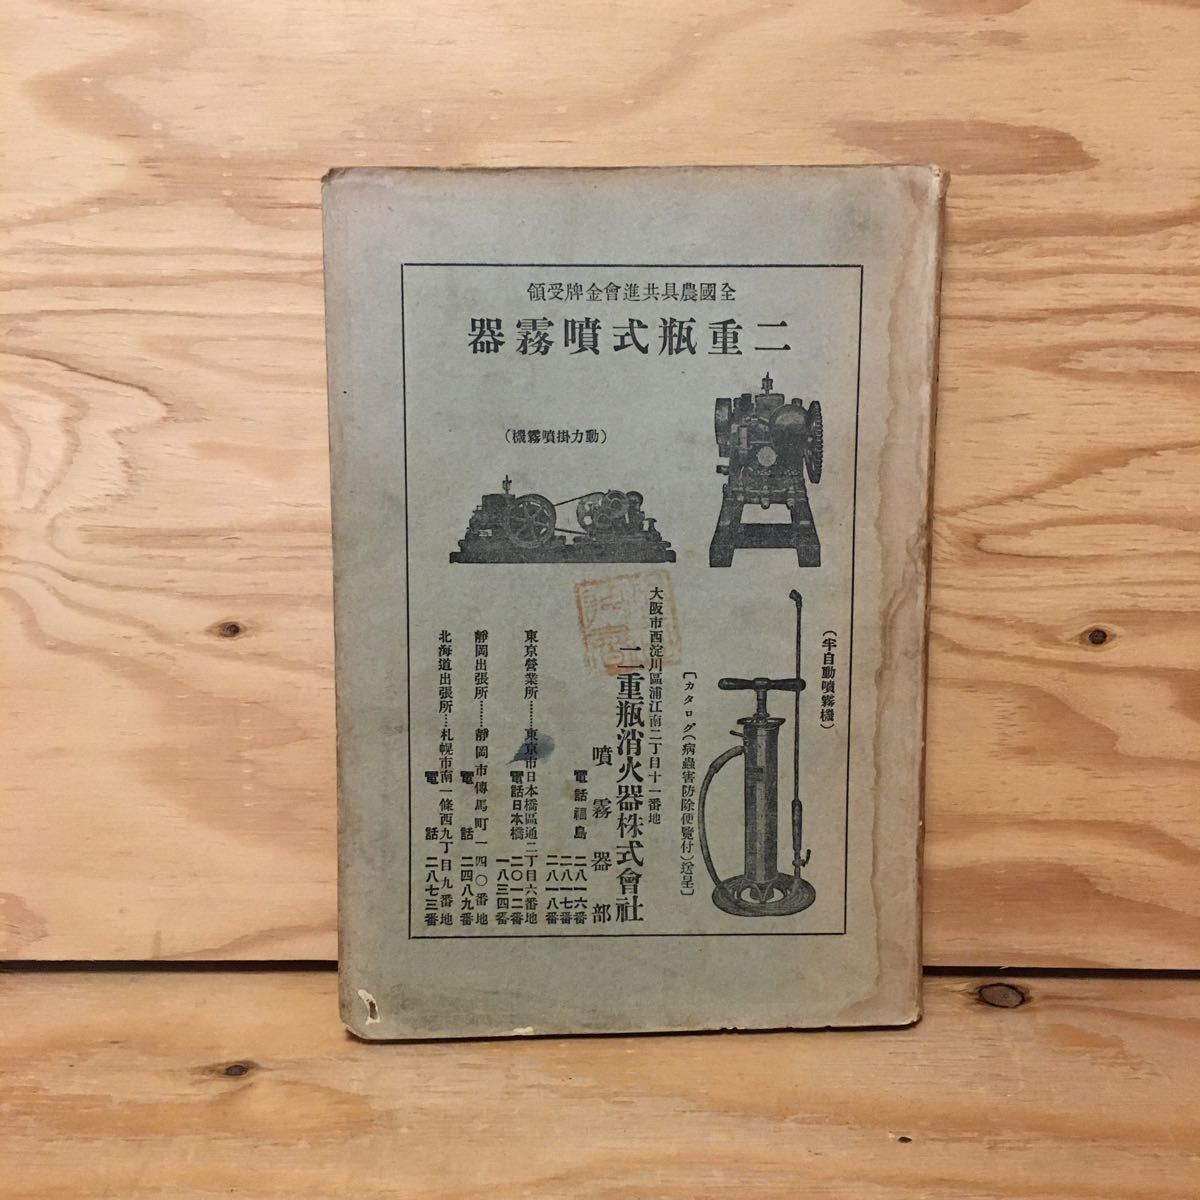 全國農具共進會金牌受領
二重瓶式噴霧器
(動力掛噴霧機)
(半自動噴霧機)
〔カタログ(病蟲害防除便覽付)送呈〕
大阪市西淀川區浦江南二丁目十一番地
二重瓶消火器株式會社
噴霧器部
電話福島 二八一六番
二八一七番
二八一八番
東京營業所……東京市日本橋區通二丁目六番地
電話日本橋 二〇一二番
一八三四番
靜岡出張所……靜岡市傳馬町一四〇番地
電話 二四八九番
北海道出張所…札幌市南一條西九丁目九番地
電話 二八七三番